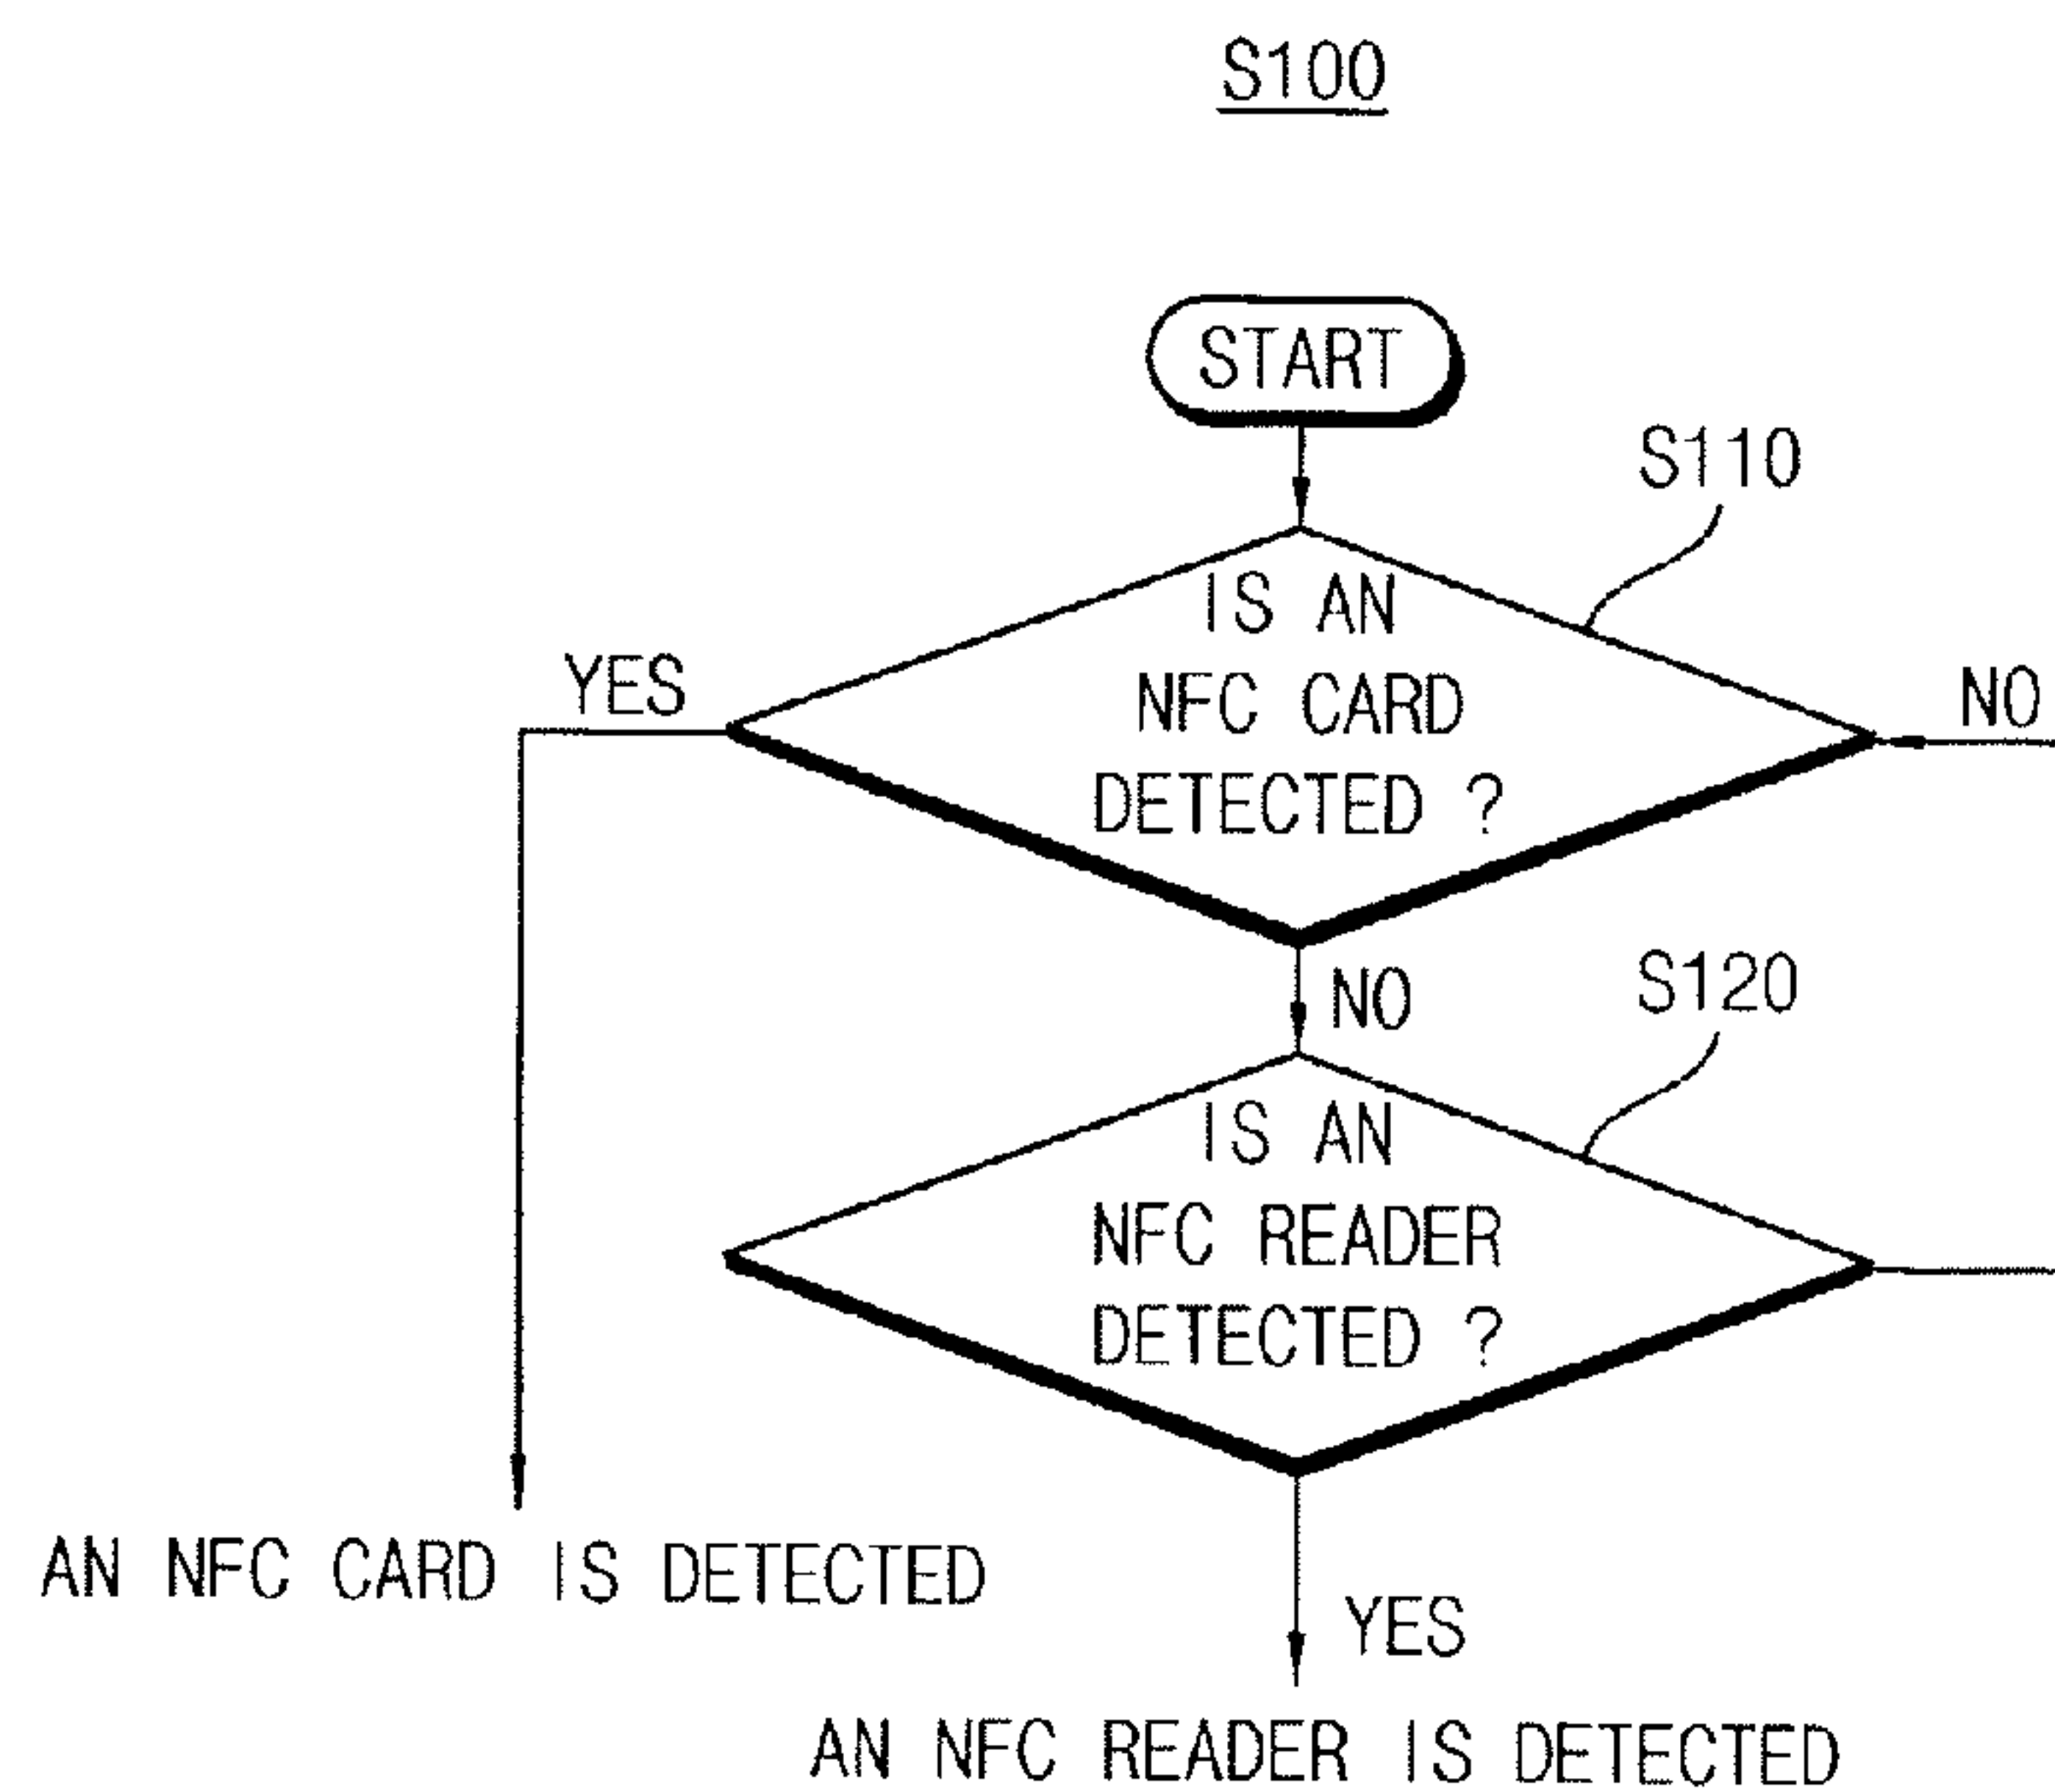 S100
START
S110
IS AN
NFC CARD
DETECTED ?
YES
NO
NO
S120
IS AN
NFC READER
DETECTED ?
AN NFC CARD IS DETECTED
YES
AN NFC READER IS DETECTED